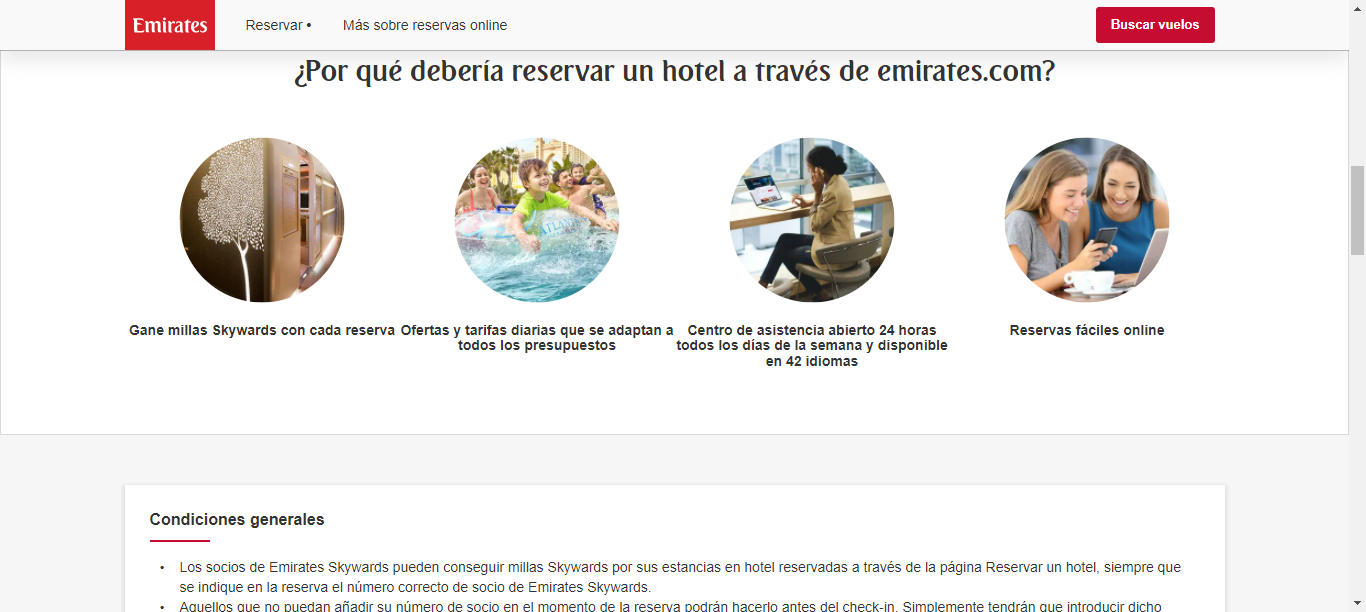 Emirates
Reservar •
Más sobre reservas online
Buscar vuelos
¿Por qué debería reservar un hotel a través de emirates.com?
ATLAN
Gane millas Skywards con cada reserva
Ofertas y tarifas diarias que se adaptan a
todos los presupuestos
Centro de asistencia abierto 24 horas
todos los días de la semana y disponible
en 42 idiomas
Reservas fáciles online
Condiciones generales
• Los socios de Emirates Skywards pueden conseguir millas Skywards por sus estancias en hotel reservadas a través de la página Reservar un hotel, siempre que
se indique en la reserva el número correcto de socio de Emirates Skywards.
• Aquellos que no puedan añadir su número de socio en el momento de la reserva podrán hacerlo antes del check-in. Simplemente tendrán que introducir dicho